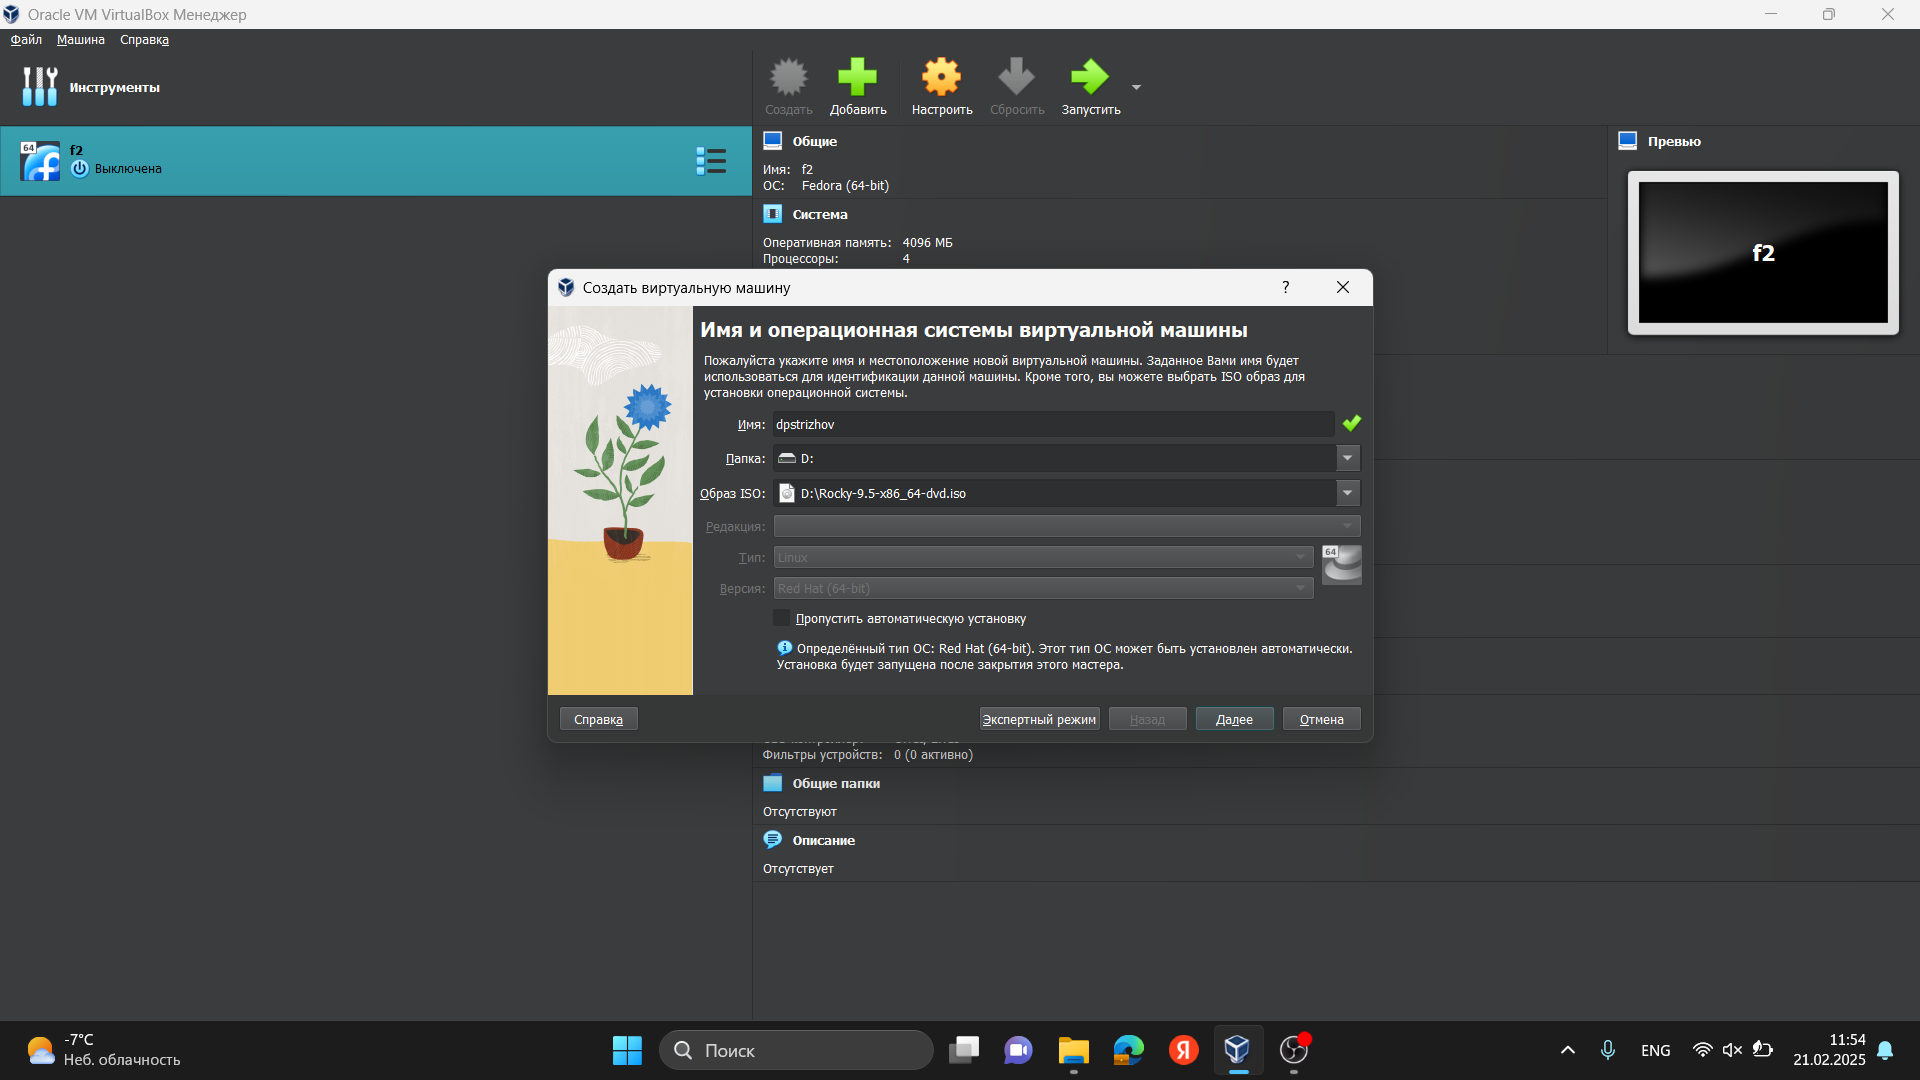 Oracle VM VirtualBox Менеджер
Файл Машина Справка
Инструменты
Создать Добавить Настроить Сбросить Запустить
64 f2
Выключена
Общие
Имя: f2
ОС: Fedora (64-bit)
Система
Оперативная память: 4096 МБ
Процессоры: 4
Превью
f2
Создать виртуальную машину ?
Имя и операционная системы виртуальной машины
Пожалуйста укажите имя и местоположение новой виртуальной машины. Заданное Вами имя будет
использоваться для идентификации данной машины. Кроме того, вы можете выбрать ISO образ для
установки операционной системы.
Имя: dpstrizhov
Папка: D:
Образ ISO: D:\Rocky-9.5-x86_64-dvd.iso
Редакция:
Тип: Linux 64
Версия: Red Hat (64-bit)
Пропустить автоматическую установку
Определённый тип ОС: Red Hat (64-bit). Этот тип ОС может быть установлен автоматически.
Установка будет запущена после закрытия этого мастера.
Справка Экспертный режим Назад Далее Отмена
Фильтры устройств: 0 (0 активно)
Общие папки
Отсутствуют
Описание
Отсутствует
-7°C
Неб. облачность
Поиск
Я
ENG
11:54
21.02.2025